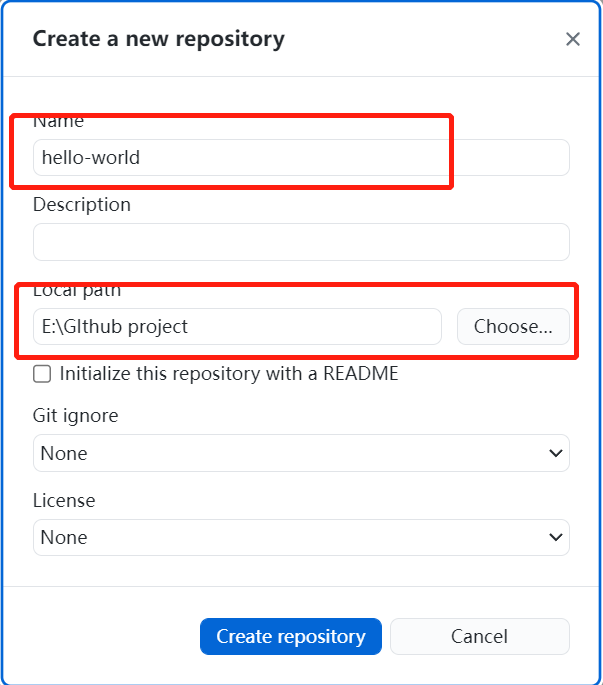 Create a new repository
Name
hello-world
Description
Local path
E:\GIthub project
Choose...
Initialize this repository with a README
Git ignore
None
License
None
Create repository
Cancel